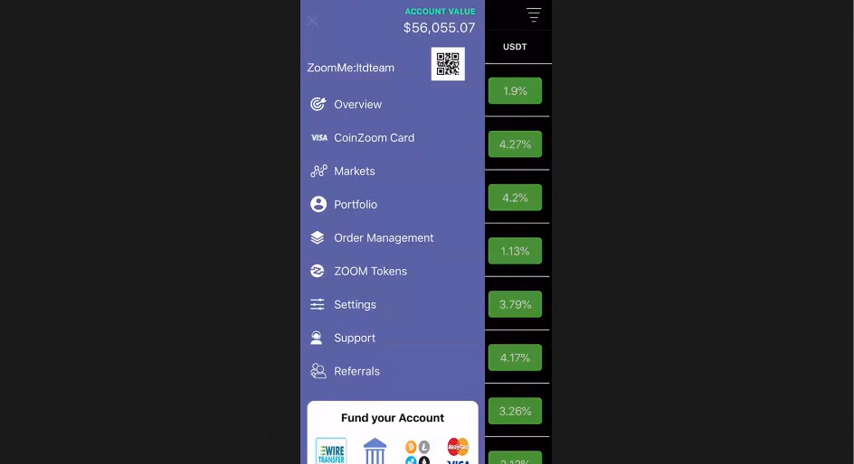 ACCOUNT VALUE
$56,055.07
USDT
ZoomMe:ltdteam
1.9%
Overview
VISA CoinZoom Card
4.27%
Markets
4.2%
Portfolio
Order Management
1.13%
ZOOM Tokens
Settings
3.79%
Support
4.17%
Referrals
3.26%
Fund your Account
WIRE
TRANSFER
VISA